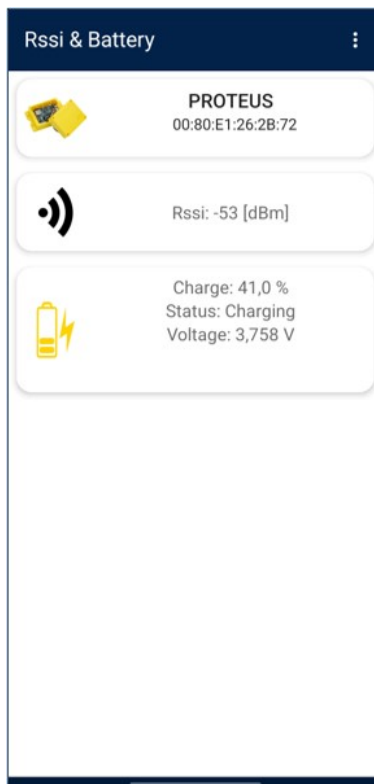 Rssi & Battery
PROTEUS
00:80:E1:26:2B:72
Rssi: -53 [dBm]
Charge: 41,0 %
Status: Charging
Voltage: 3,758 V